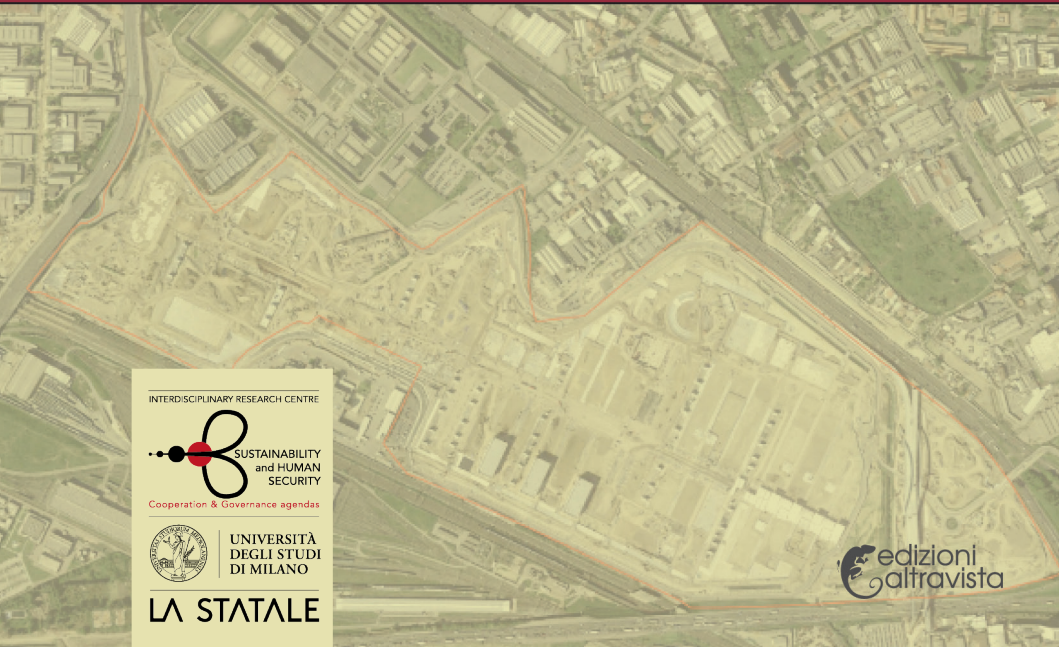 INTERDISCIPLINARY RESEARCH CENTRE
SUSTAINABILITY
and HUMAN
SECURITY
Cooperation & Governance agendas
UNIVERSITÀ
DEGLI STUDI
DI MILANO
LA STATALE
edizioni
altravista